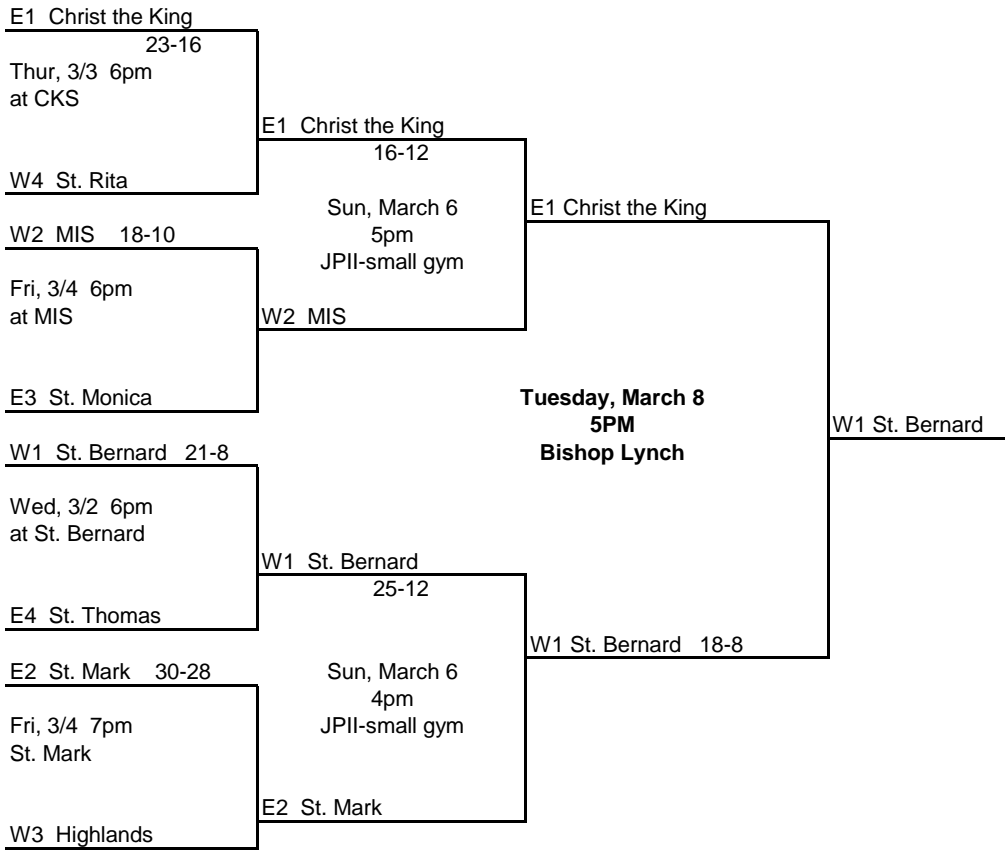 E1 Christ the King
23-16
Thur, 3/3 6pm
at CKS
W4 St. Rita
W2 MIS 18-10
Fri, 3/4 6pm
at MIS
E3 St. Monica
W1 St. Bernard 21-8
Wed, 3/2 6pm
at St. Bernard
E4 St. Thomas
E2 St. Mark 30-28
Fri, 3/4 7pm
St. Mark
W3 Highlands
E1 Christ the King
16-12
Sun, March 6
5pm
JPII-small gym
W2 MIS
W1 St. Bernard
25-12
Sun, March 6
4pm
JPII-small gym
E2 St. Mark
E1 Christ the King
Tuesday, March 8
5PM
Bishop Lynch
W1 St. Bernard 18-8
W1 St. Bernard